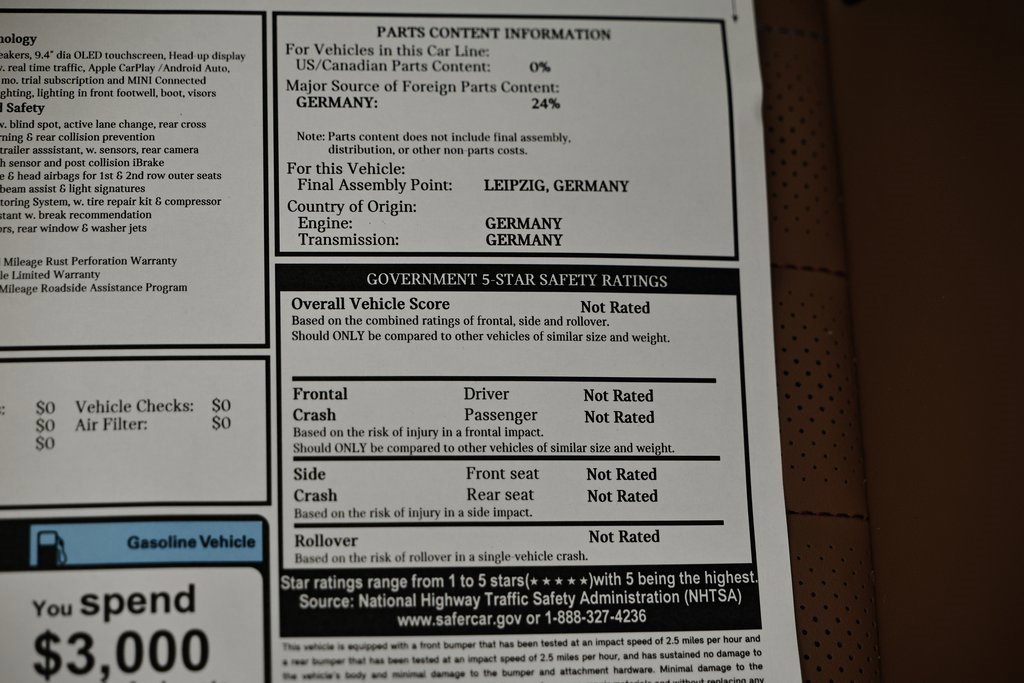 nology
eakers, 9.4" dia OLED touchscreen, Head-up display
v. real time traffic, Apple CarPlay /Android Auto,
mo. trial subscription and MINI Connected
ghting, lighting in front footwell, boot, visors
l Safety
v. blind spot, active lane change, rear cross
rning & rear collision prevention
trailer asssistant, w. sensors, rear camera
h sensor and post collision iBrake
e & head airbags for 1st & 2nd row outer seats
beam assist & light signatures
toring System, w. tire repair kit & compressor
stant w. break recommendation
ors, rear window & washer jets
l Mileage Rust Perforation Warranty
le Limited Warranty
Mileage Roadside Assistance Program
: $0 Vehicle Checks: $0
$0 Air Filter: $0
$0
Gasoline Vehicle
You spend
$3,000
PARTS CONTENT INFORMATION
For Vehicles in this Car Line:
US/Canadian Parts Content: 0%
Major Source of Foreign Parts Content:
GERMANY: 24%
Note: Parts content does not include final assembly,
distribution, or other non-parts costs.
For this Vehicle:
Final Assembly Point: LEIPZIG, GERMANY
Country of Origin:
Engine: GERMANY
Transmission: GERMANY
GOVERNMENT 5-STAR SAFETY RATINGS
Overall Vehicle Score Not Rated
Based on the combined ratings of frontal, side and rollover.
Should ONLY be compared to other vehicles of similar size and weight.
Frontal Driver Not Rated
Crash Passenger Not Rated
Based on the risk of injury in a frontal impact.
Should ONLY be compared to other vehicles of similar size and weight.
Side Front seat Not Rated
Crash Rear seat Not Rated
Based on the risk of injury in a side impact.
Rollover Not Rated
Based on the risk of rollover in a single-vehicle crash.
Star ratings range from 1 to 5 stars(★★★★★)with 5 being the highest.
Source: National Highway Traffic Safety Administration (NHTSA)
www.safercar.gov or 1-888-327-4236
This vehicle is equipped with a front bumper that has been tested at an impact speed of 2.5 miles per hour and
a rear bumper that has been tested at an impact speed of 2.5 miles per hour, and has sustained no damage to
the vehicle's body and minimal damage to the bumper and attachment hardware. Minimal damage to the
and without replacing any